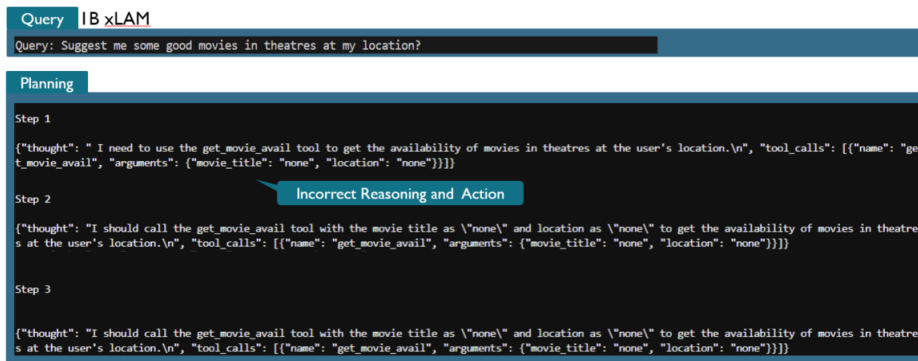 Query 1B xLAM
Query: Suggest me some good movies in theatres at my location?
Planning
Step 1
{"thought": " I need to use the get_movie_avail tool to get the availability of movies in theatres at the user's location.\n", "tool_calls": [{"name": "ge
t_movie_avail", "arguments": {"movie_title": "none", "location": "none"}}]}
Incorrect Reasoning and Action
Step 2
{"thought": "I should call the get_movie_avail tool with the movie title as \"none\" and location as \"none\" to get the availability of movies in theatre
s at the user's location.\n", "tool_calls": [{"name": "get_movie_avail", "arguments": {"movie_title": "none", "location": "none"}}]}
Step 3
{"thought": "I should call the get_movie_avail tool with the movie title as \"none\" and location as \"none\" to get the availability of movies in theatre
s at the user's location.\n", "tool_calls": [{"name": "get_movie_avail", "arguments": {"movie_title": "none", "location": "none"}}]}